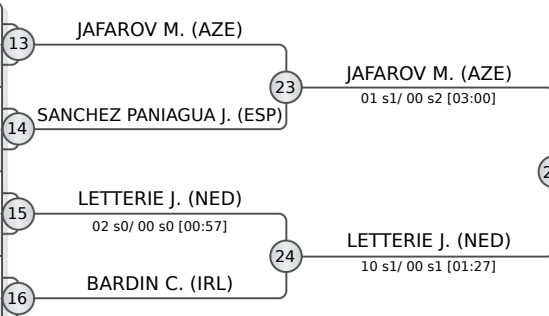 JAFAROV M. (AZE)
13
23
JAFAROV M. (AZE)
01 s1/ 00 s2 [03:00]
SANCHEZ PANIAGUA J. (ESP)
14
LETTERIE J. (NED)
15
02 s0/ 00 s0 [00:57]
24
LETTERIE J. (NED)
10 s1/ 00 s1 [01:27]
BARDIN C. (IRL)
16